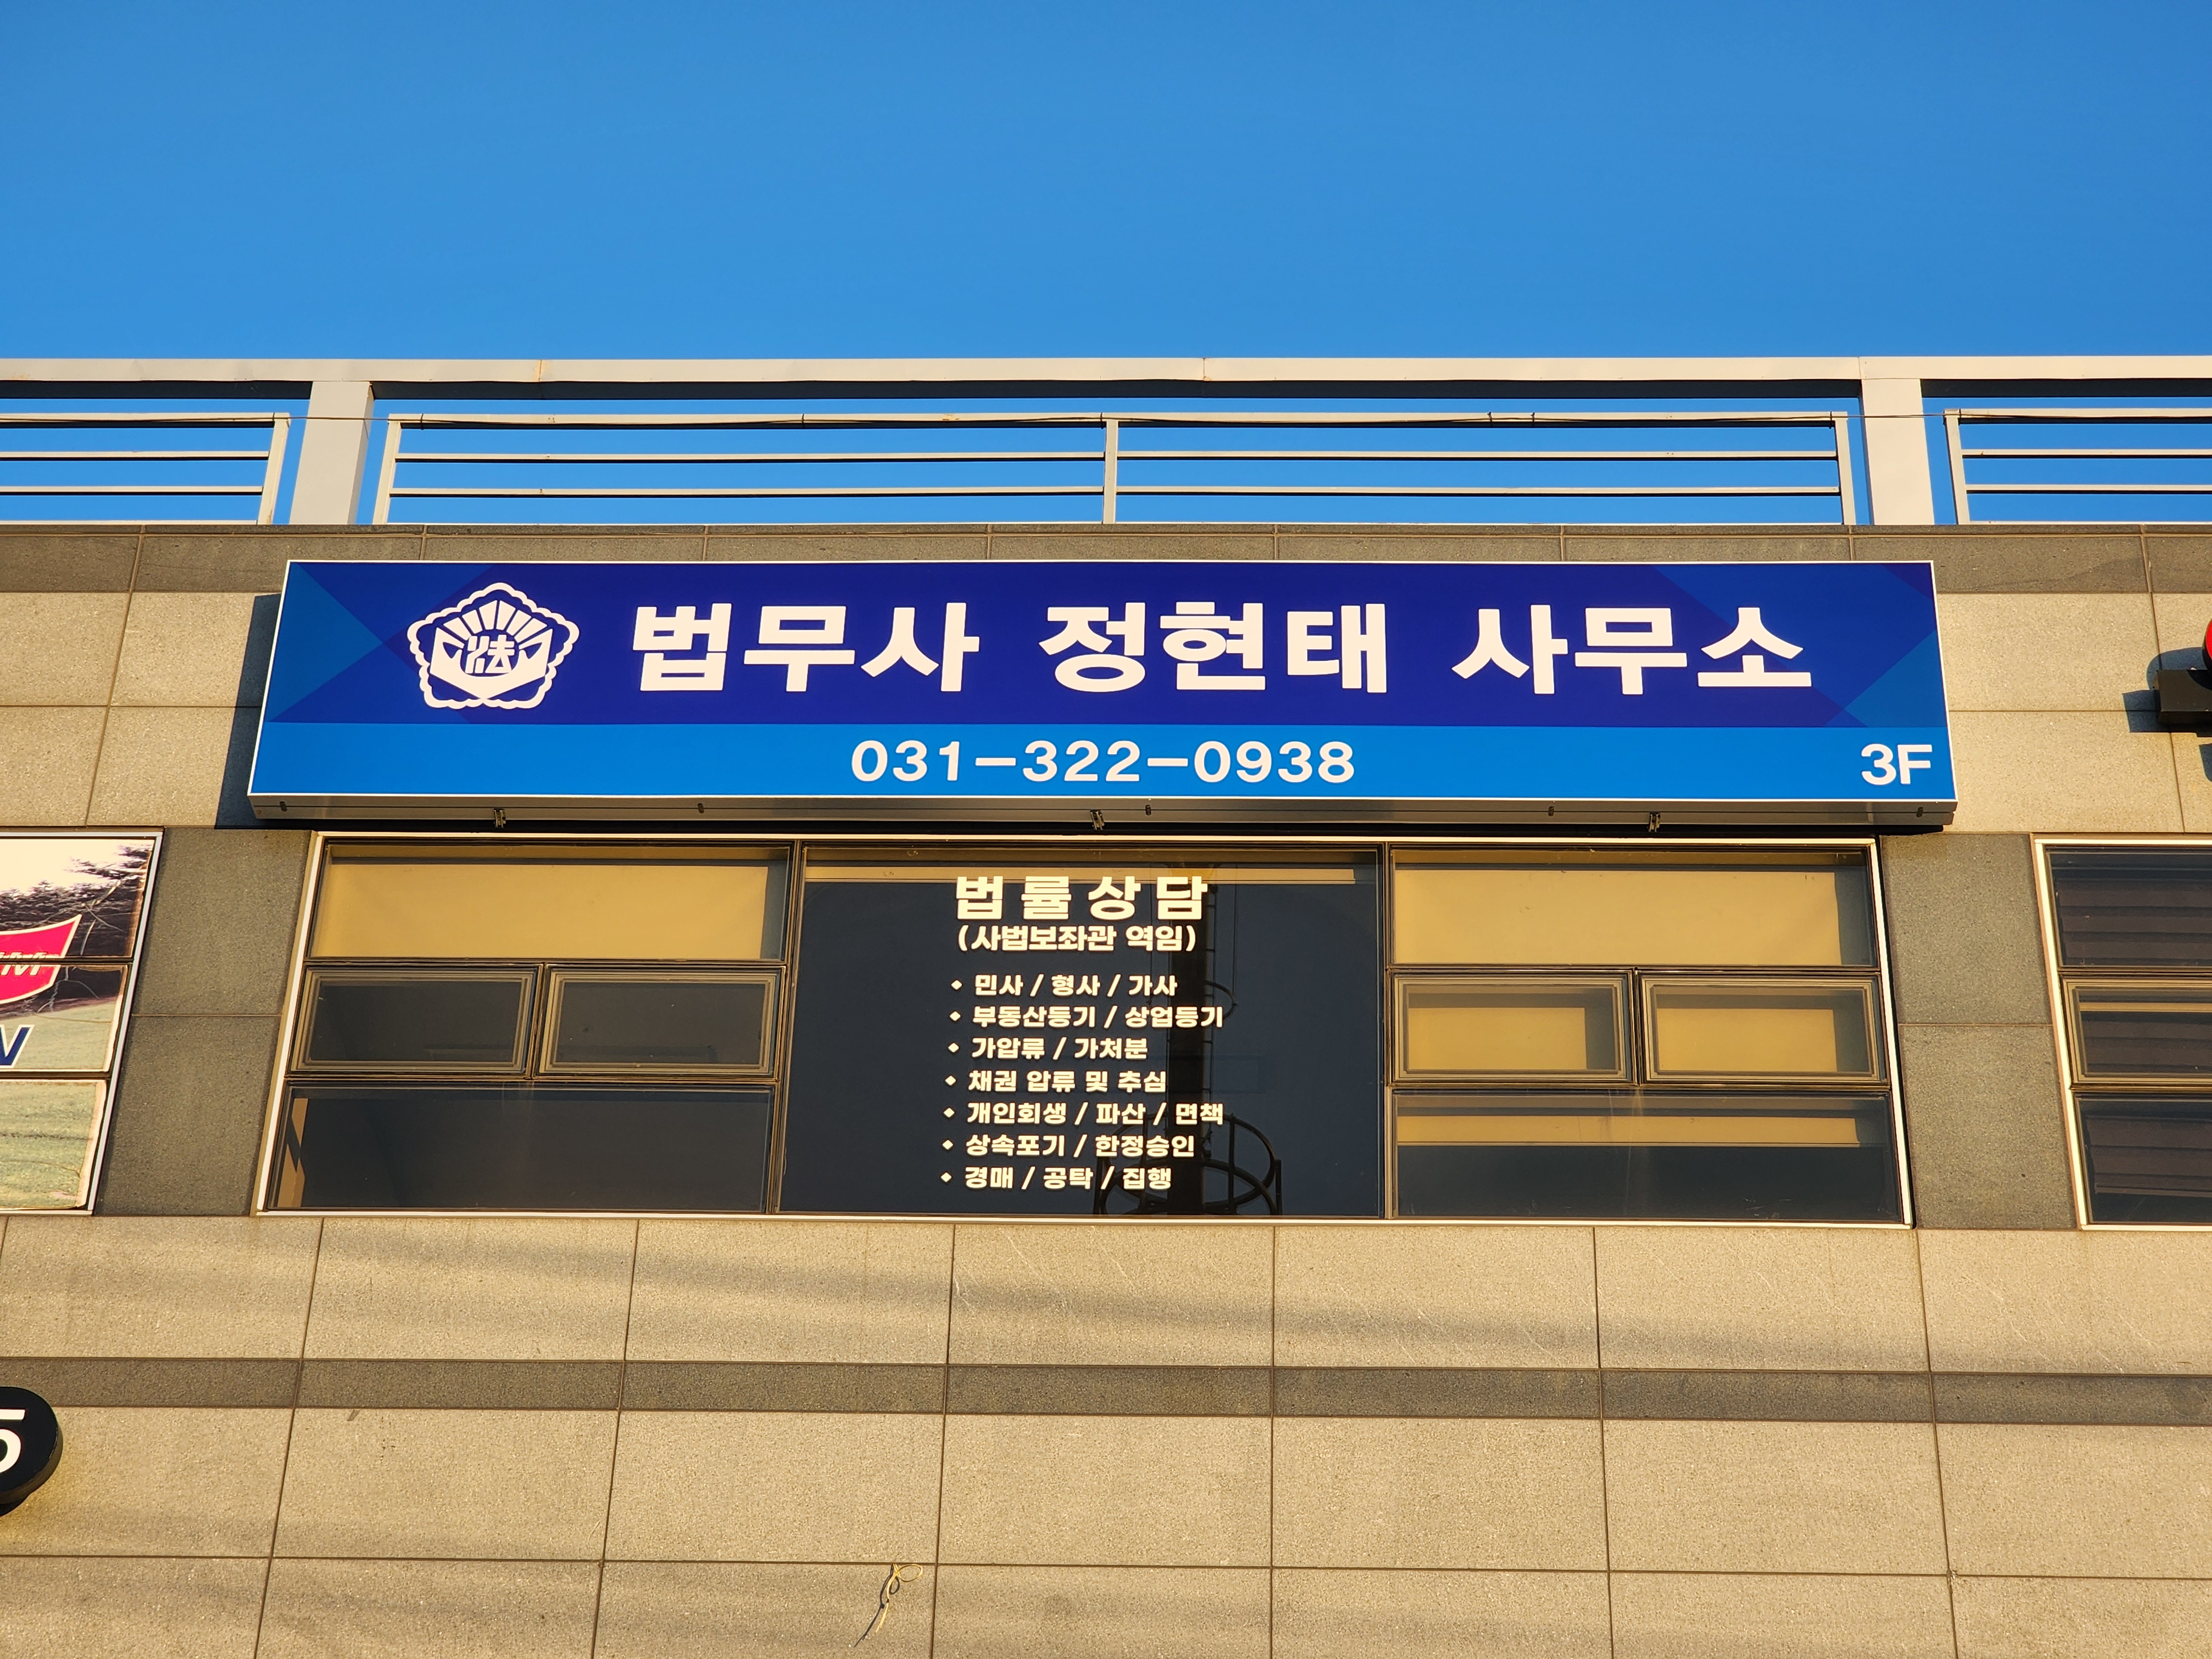 法
법무사 정현태 사무소
031-322-0938
3F
법률상담
(사법보좌관 역임)
• 민사 / 형사 / 가사
• 부동산등기 / 상업등기
• 가압류 / 가처분
• 채권 압류 및 추심
• 개인회생 / 파산 / 면책
• 상속포기 / 한정승인
• 경매 / 공탁 / 집행
5